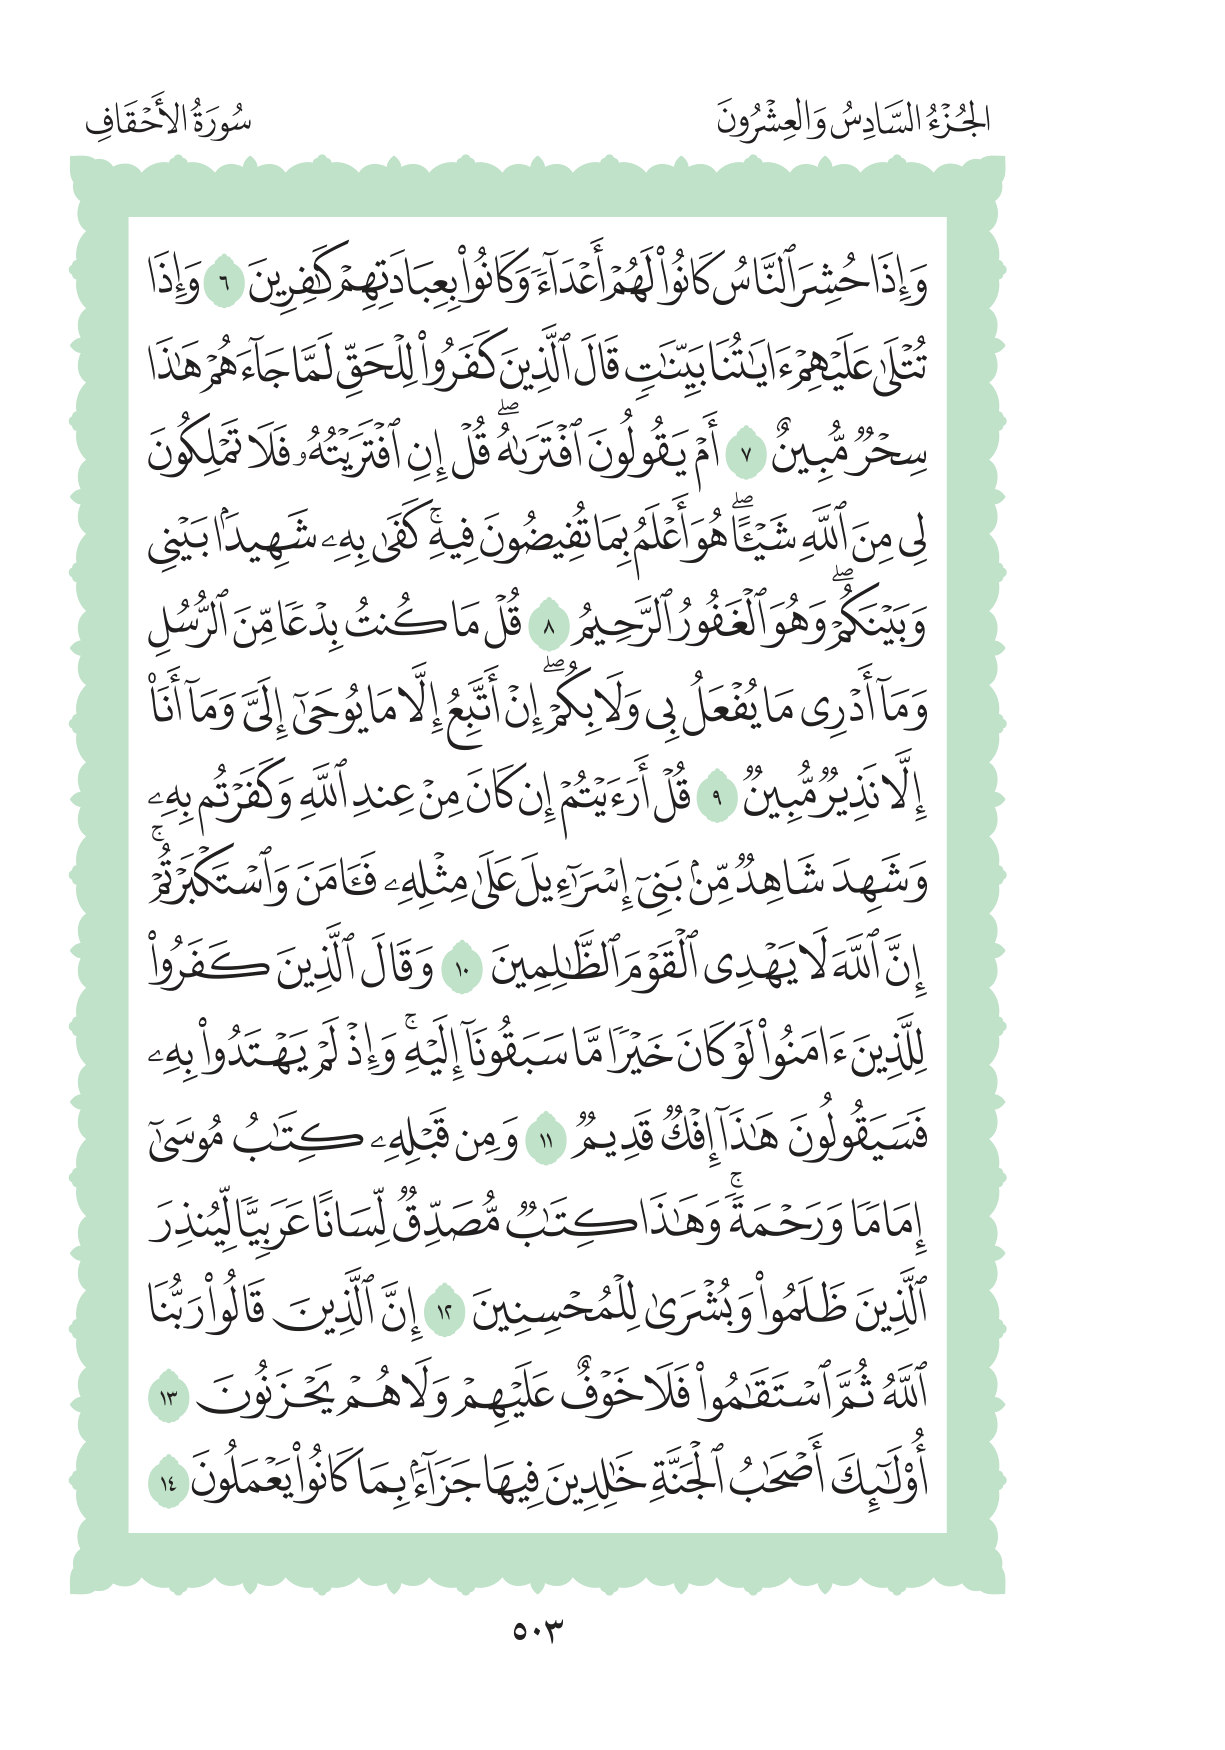 الجُزْءُ السَّادِسُ وَالعِشْرُونَ
سُورَةُ الأَحْقَافِ
وَإِذَا حُشِرَ ٱلنَّاسُ كَانُواْ لَهُمْ أَعْدَآءً وَكَانُواْ بِعِبَادَتِهِمْ كَٰفِرِينَ ٦ وَإِذَا
تُتْلَىٰ عَلَيْهِمْ ءَايَٰتُنَا بَيِّنَٰتٍ قَالَ ٱلَّذِينَ كَفَرُواْ لِلْحَقِّ لَمَّا جَآءَهُمْ هَٰذَا
سِحْرٌ مُّبِينٌ ٧ أَمْ يَقُولُونَ ٱفْتَرَىٰهُۖ قُلْ إِنِ ٱفْتَرَيْتُهُۥ فَلَا تَمْلِكُونَ
لِى مِنَ ٱللَّهِ شَيْـًٔاۖ هُوَ أَعْلَمُ بِمَا تُفِيضُونَ فِيهِۚ كَفَىٰ بِهِۦ شَهِيدَۢا بَيْنِى
وَبَيْنَكُمْۖ وَهُوَ ٱلْغَفُورُ ٱلرَّحِيمُ ٨ قُلْ مَا كُنتُ بِدْعًا مِّنَ ٱلرُّسُلِ
وَمَآ أَدْرِى مَا يُفْعَلُ بِى وَلَا بِكُمْۖ إِنْ أَتَّبِعُ إِلَّا مَا يُوحَىٰٓ إِلَىَّ وَمَآ أَنَا۠
إِلَّا نَذِيرٌ مُّبِينٌ ٩ قُلْ أَرَءَيْتُمْ إِن كَانَ مِنْ عِندِ ٱللَّهِ وَكَفَرْتُم بِهِۦ
وَشَهِدَ شَاهِدٌ مِّنۢ بَنِىٓ إِسْرَٰٓءِيلَ عَلَىٰ مِثْلِهِۦ فَـَٔامَنَ وَٱسْتَكْبَرْتُمْۚ
إِنَّ ٱللَّهَ لَا يَهْدِى ٱلْقَوْمَ ٱلظَّٰلِمِينَ ١٠ وَقَالَ ٱلَّذِينَ كَفَرُواْ
لِلَّذِينَ ءَامَنُواْ لَوْ كَانَ خَيْرًا مَّا سَبَقُونَآ إِلَيْهِۚ وَإِذْ لَمْ يَهْتَدُواْ بِهِۦ
فَسَيَقُولُونَ هَٰذَآ إِفْكٌ قَدِيمٌ ١١ وَمِن قَبْلِهِۦ كِتَٰبُ مُوسَىٰٓ
إِمَامًا وَرَحْمَةًۚ وَهَٰذَا كِتَٰبٌ مُّصَدِّقٌ لِّسَانًا عَرَبِيًّا لِّيُنذِرَ
ٱلَّذِينَ ظَلَمُواْ وَبُشْرَىٰ لِلْمُحْسِنِينَ ١٢ إِنَّ ٱلَّذِينَ قَالُواْ رَبُّنَا
ٱللَّهُ ثُمَّ ٱسْتَقَٰمُواْ فَلَا خَوْفٌ عَلَيْهِمْ وَلَا هُمْ يَحْزَنُونَ ١٣
أُوْلَٰٓئِكَ أَصْحَٰبُ ٱلْجَنَّةِ خَٰلِدِينَ فِيهَا جَزَآءَۢ بِمَا كَانُواْ يَعْمَلُونَ ١٤
٥٠٣